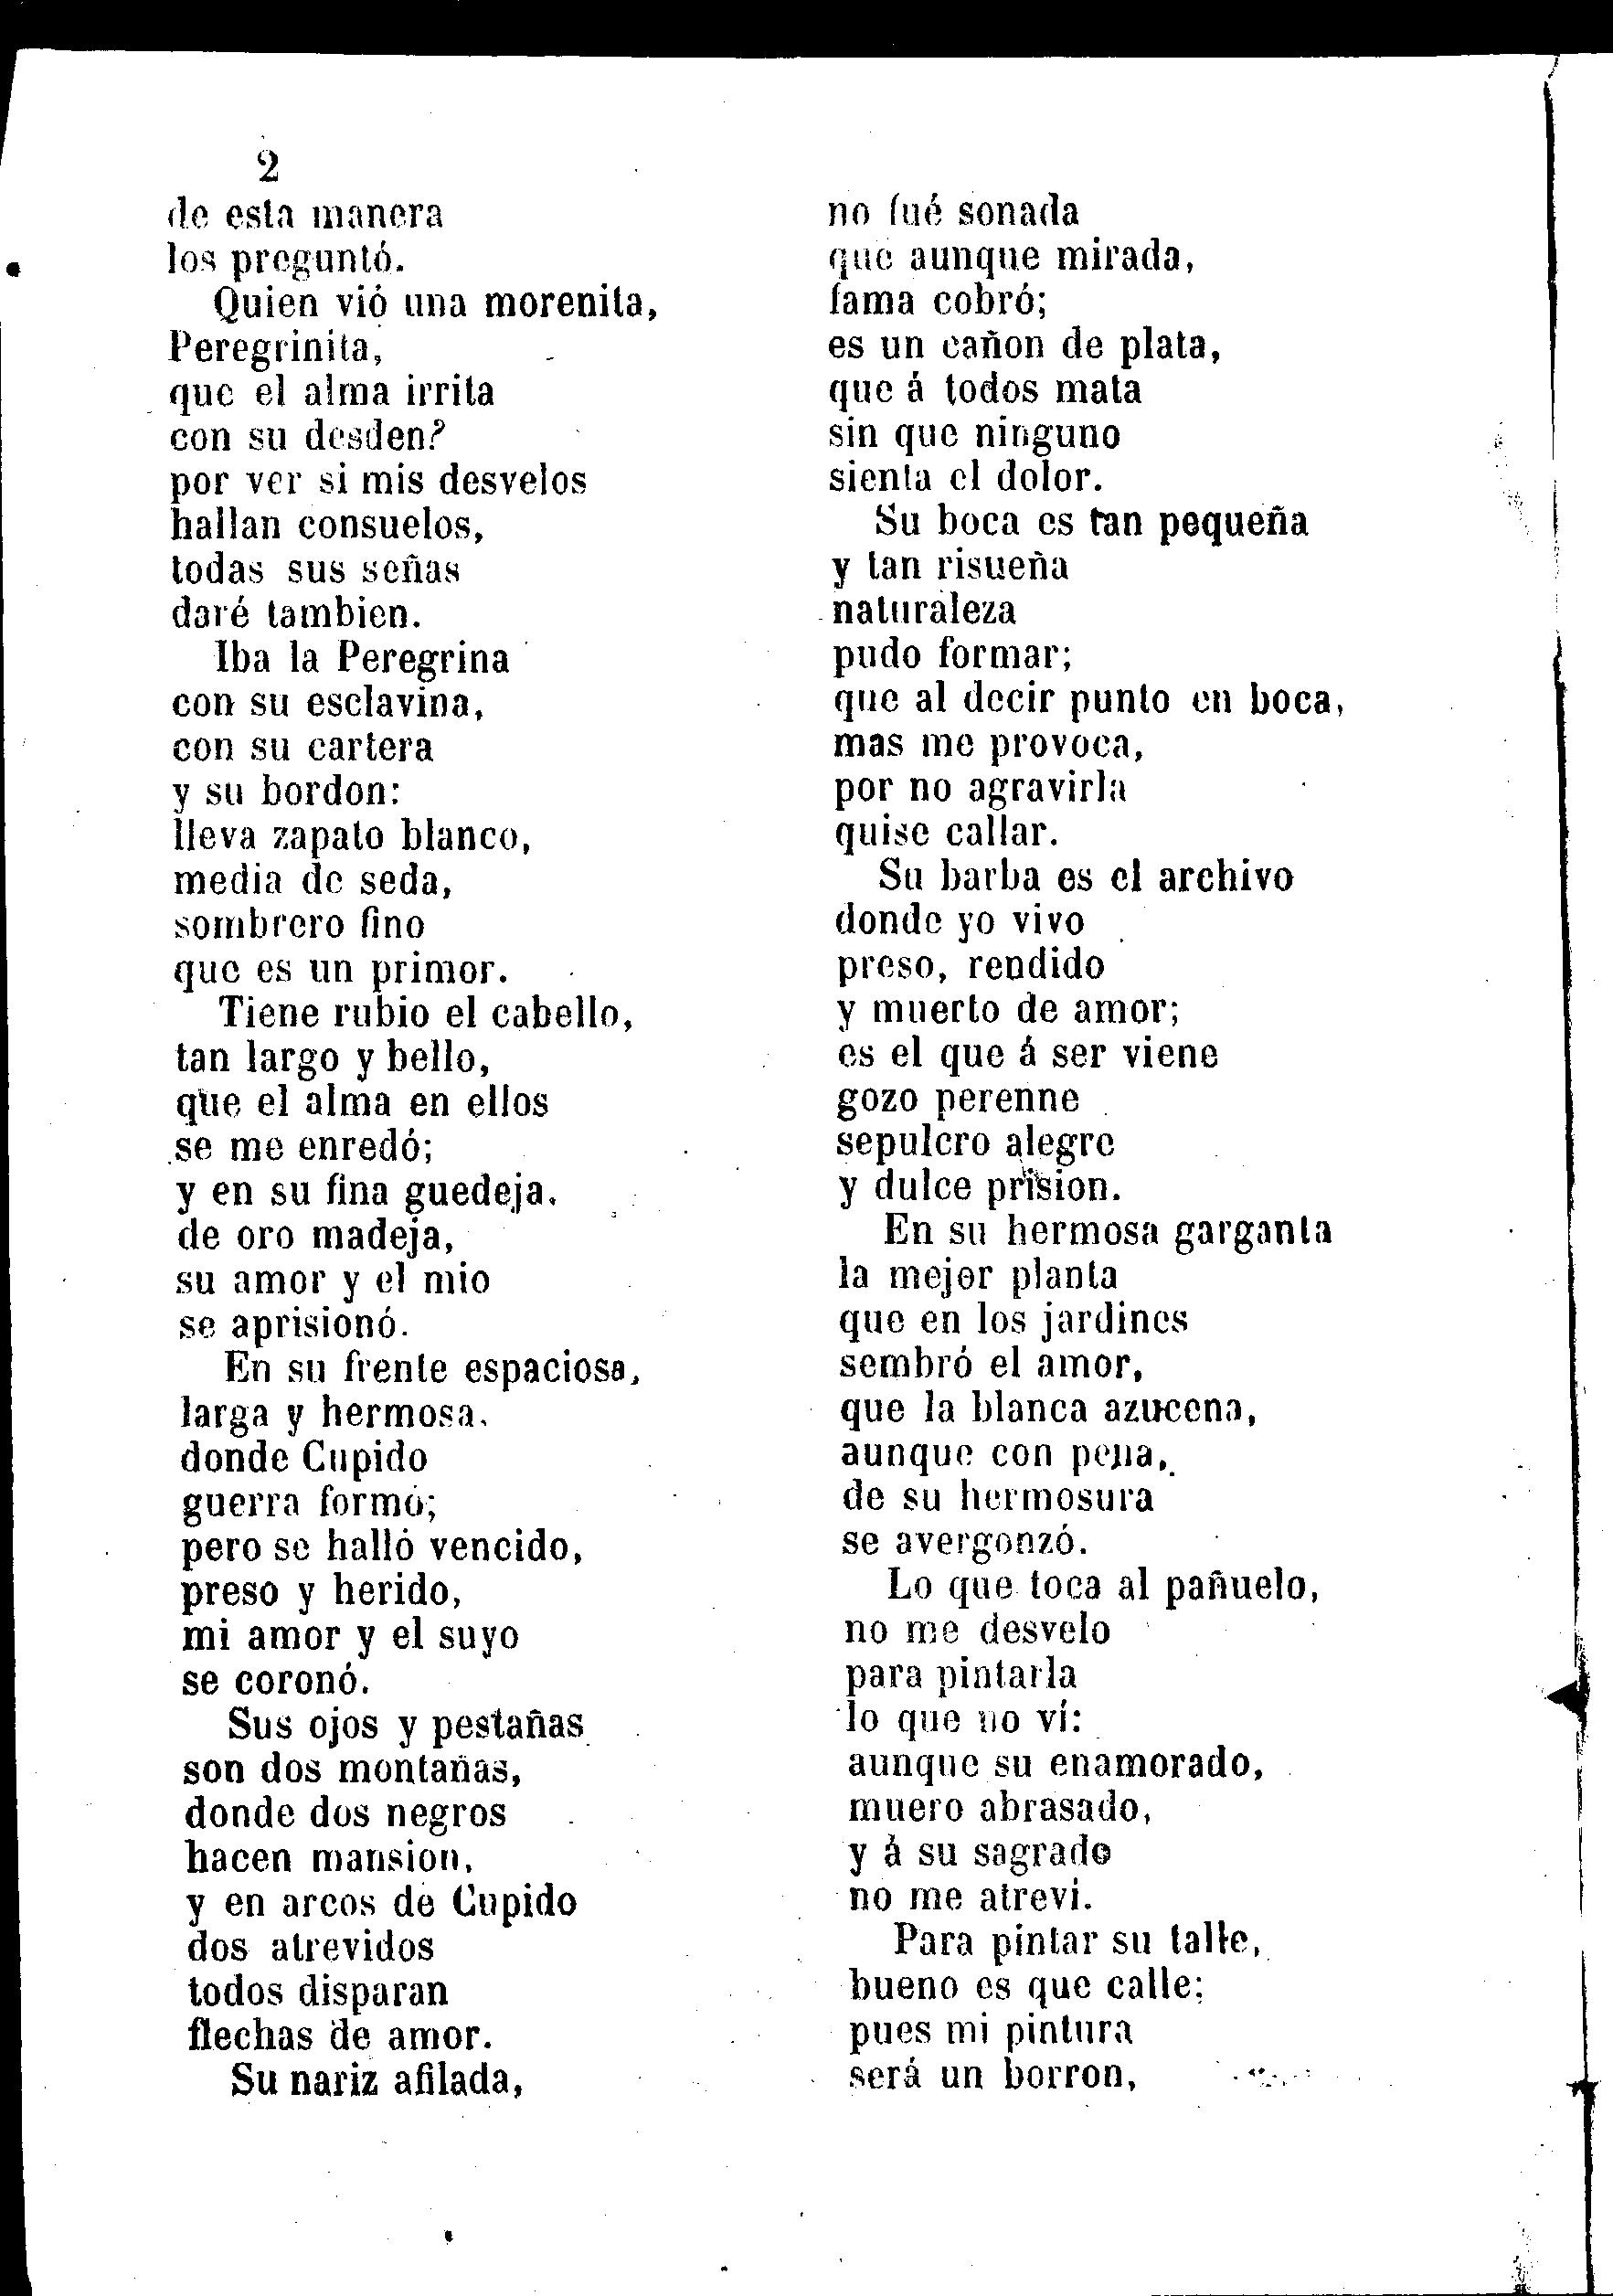 2
de esta manera
los preguntó.
Quien vió una morenita,
Peregrinita,
que el alma irrita
con su desden?
por ver si mis desvelos
hallan consuelos,
todas sus señas
daré tambien.
Iba la Peregrina
con su esclavina,
con su cartera
y su bordon:
lleva zapato blanco,
media de seda,
sombrero fino
que es un primor.
Tiene rubio el cabello,
tan largo y bello,
que el alma en ellos
se me enredó;
y en su fina guedeja.
de oro madeja,
su amor y el mio
se aprisionó.
En su frente espaciosa,
larga y hermosa.
donde Cupido
guerra formó;
pero se halló vencido,
preso y herido,
mi amor y el suyo
se coronó.
Sus ojos y pestañas
son dos montañas,
donde dos negros
hacen mansion,
y en arcos de Cupido
dos atrevidos
todos disparan
flechas de amor.
Su nariz afilada,
no fué sonada
que aunque mirada,
fama cobró;
es un cañon de plata,
que á todos mata
sin que ninguno
sienta el dolor.
Su boca es tan pequeña
y tan risueña
naturaleza
pudo formar;
que al decir punto en boca,
mas me provoca,
por no agravirla
quise callar.
Su barba es el archivo
donde yo vivo
preso, rendido
y muerto de amor;
es el que á ser viene
gozo perenne
sepulcro alegre
y dulce prision.
En su hermosa garganta
la mejor planta
que en los jardines
sembró el amor,
que la blanca azucena,
aunque con pena,
de su hermosura
se avergonzó.
Lo que toca al pañuelo,
no me desvelo
para pintarla
lo que no ví:
aunque su enamorado,
muero abrasado,
y á su sagrado
no me atrevi.
Para pintar su talle,
bueno es que calle;
pues mi pintura
será un borron,